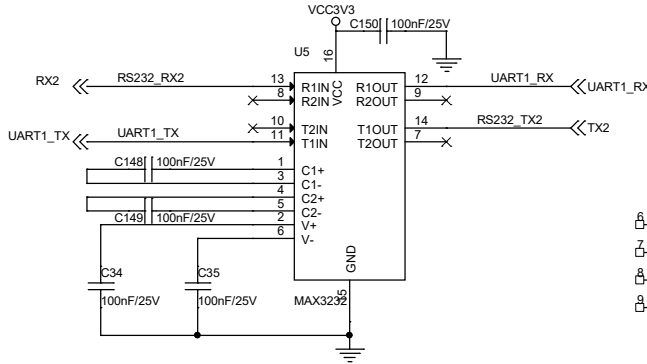 VCC3V3
C150 100nF/25V
U5
16
RX2 RS232_RX2 13 R1IN VCC R1OUT 12 UART1_RX UART1_RX
8 R2IN R2OUT 9
10 T2IN T1OUT 14 RS232_TX2 TX2
UART1_TX UART1_TX 11 T1IN T2OUT 7
C148 100nF/25V 1 C1+
3 C1-
4 C2+
5 C2-
C149 100nF/25V 2 V+
6 V-
GND
C34 C35
100nF/25V 100nF/25V MAX3232 15
6
7
8
9